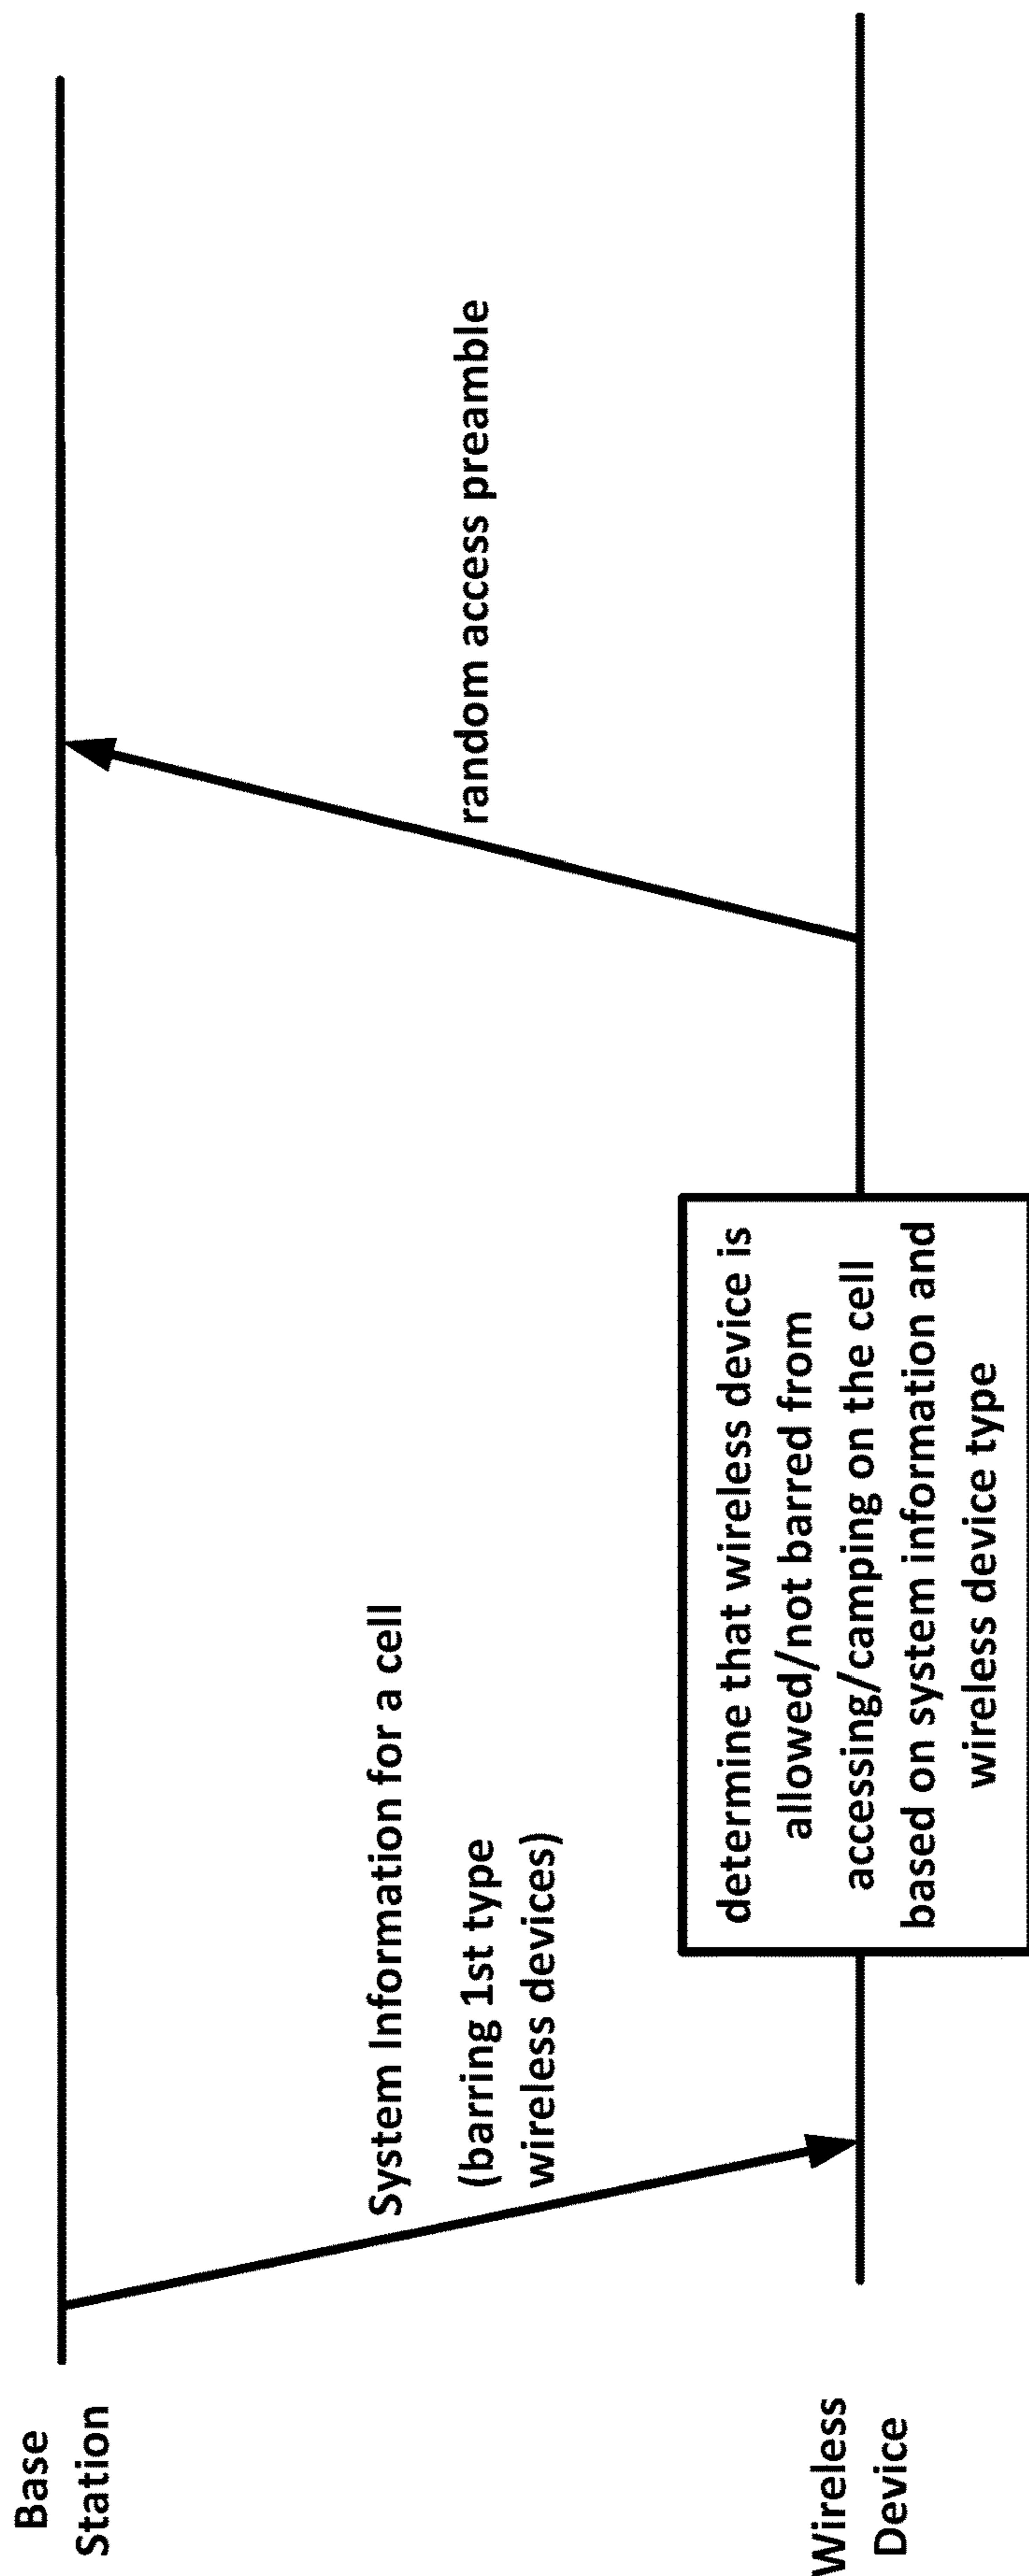 Base
Station
System Information for a cell
(barring 1st type
wireless devices)
random access preamble
determine that wireless device is
allowed/not barred from
accessing/camping on the cell
based on system information and
wireless device type
Wireless
Device